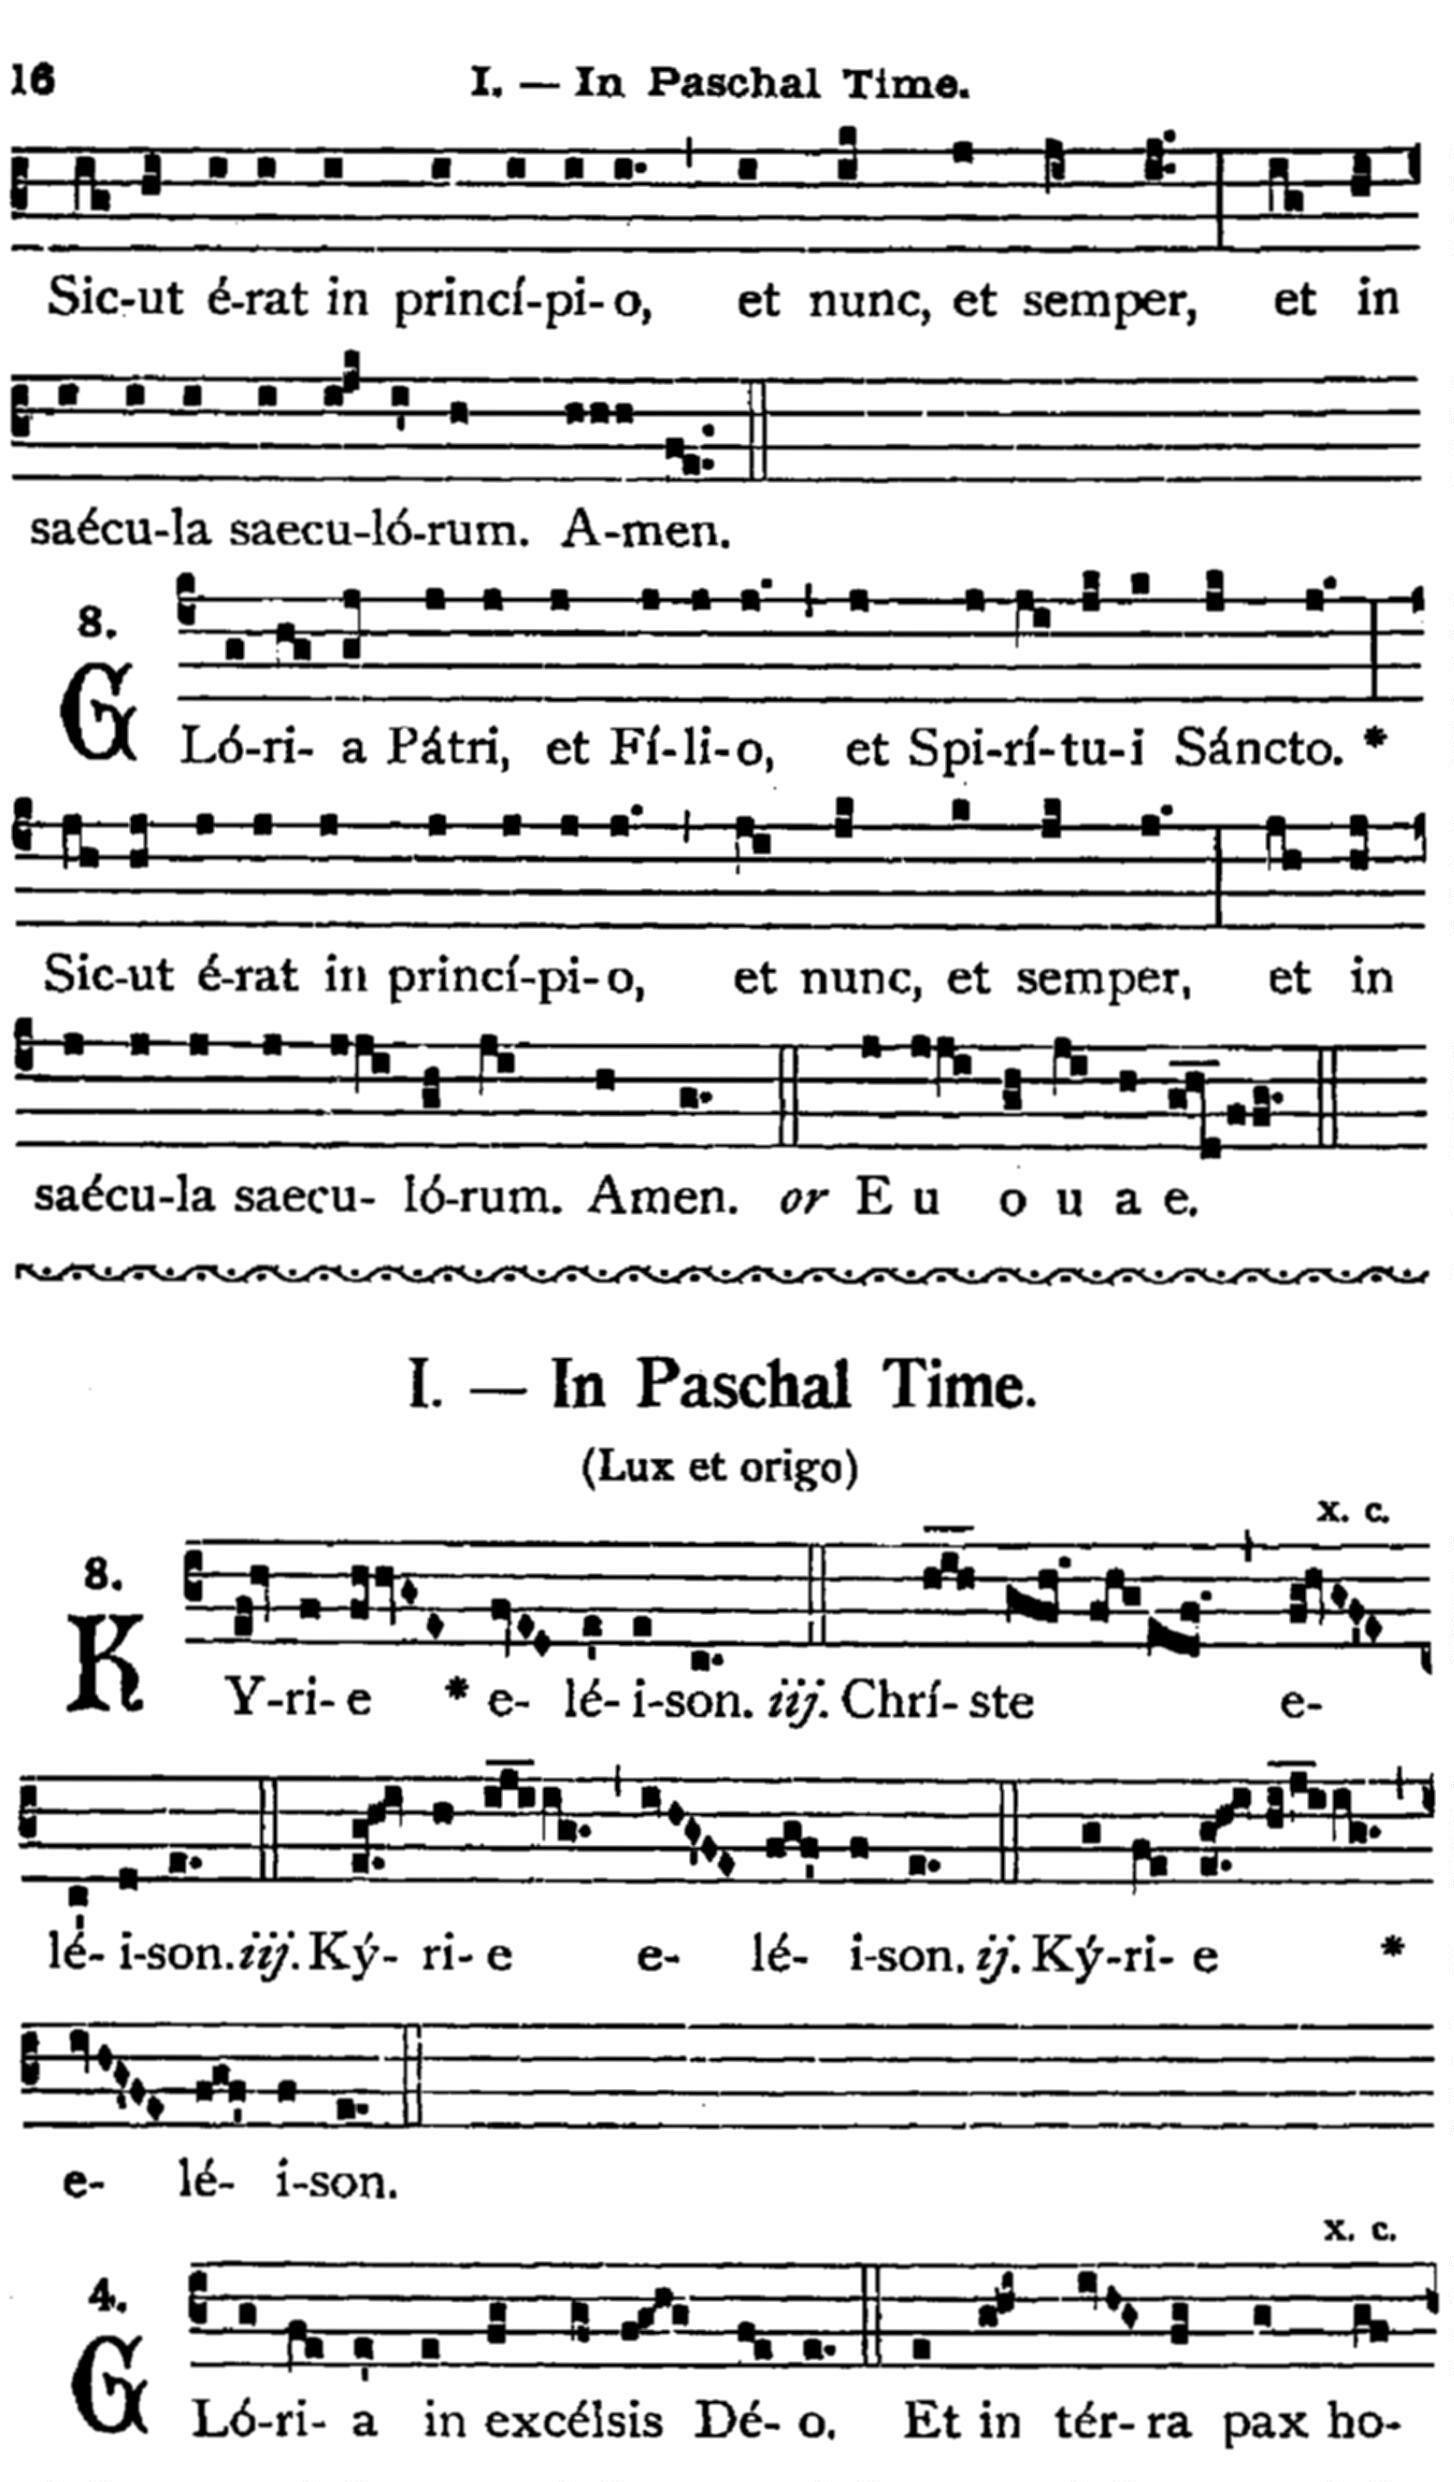 16 I. — In Paschal Time.
Sic-ut é-rat in princí-pi-o, et nunc, et semper, et in
saécu-la saecu-ló-rum. A-men.
8.
GLó-ri- a Pátri, et Fí-li-o, et Spi-rí-tu-i Sáncto. *
Sic-ut é-rat in princí-pi-o, et nunc, et semper, et in
saécu-la saecu- ló-rum. Amen. or E u o u a e.
I. — In Paschal Time.
(Lux et origo)
x. c.
8.
KY-ri- e * e- lé- i-son. iij. Chrí- ste e-
lé- i-son. iij. Ký- ri- e e- lé- i-son. ij. Ký-ri- e *
e- lé- i-son.
x. c.
4.
GLó-ri- a in excélsis Dé- o. Et in tér- ra pax ho-